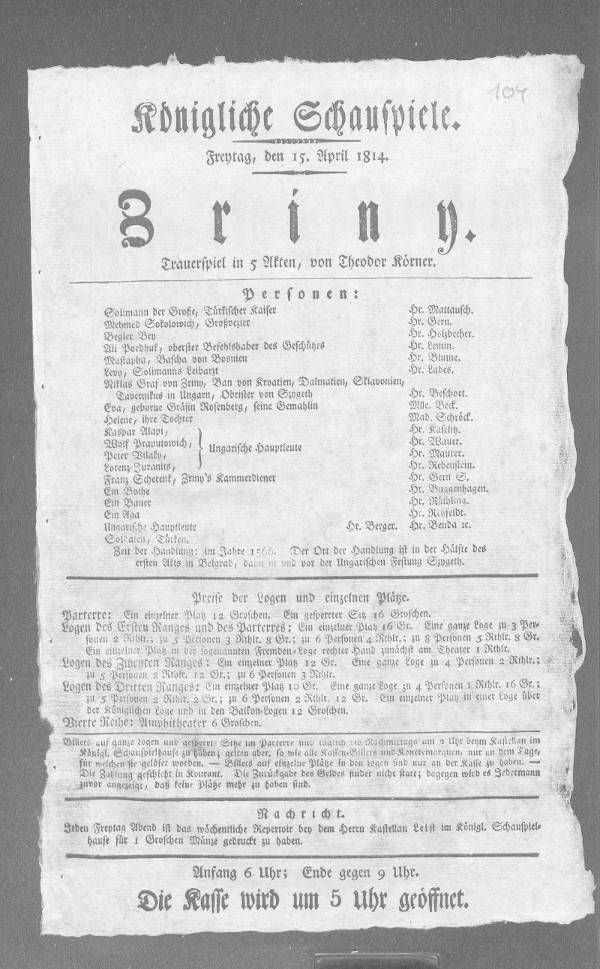 104
Königliche Schauspiele.
Freytag, den 15. April 1814.
Zriny.
Trauerspiel in 5 Akten, von Theodor Körner.
Personen:
Solimann der Große, Türkischer Kaiser Hr. Mattausch.
Mehmed Sokolowich, Großvezier Hr. Gern.
Begler Bey Hr. Holzbecher.
Ali Pordhuk, oberster Befehlshaber des Geschützes Hr. Lemm.
Mustapha, Bascha von Bosnien Hr. Blume.
Levy, Solimanns Leibarzt Hr. Labes.
Niklas Graf von Zriny, Ban von Kroatien, Dalmatien, Sklavonien,
Tavernikus in Ungarn, Obrister von Szygeth Hr. Beschort.
Eva, geborne Gräfin Rosenberg, seine Gemahlin Mlle. Beck.
Helene, ihre Tochter Mad. Schröck.
Kaspar Alapi, Hr. Kaselitz.
Wolf Paprutowich, Hr. Wauer.
Peter Vilaky, Ungarische Hauptleute Hr. Maurer.
Lorenz Juranits, Hr. Rebenstein.
Franz Scherenk, Zriny's Kammerdiener Hr. Gern S.
Ein Bothe Hr. Buggenhagen.
Ein Bauer Hr. Rüthling.
Ein Aga Hr. Rehfeldt.
Ungarische Hauptleute Hr. Berger. Hr. Benda ꝛc.
Soldaten, Türken.
Zeit der Handlung: im Jahre 1566. Der Ort der Handlung ist in der Hälfte des
ersten Akts in Belgrad, dann in und vor der Ungarischen Festung Szygeth.
Preise der Logen und einzelnen Plätze.
Parterre: Ein einzelner Platz 12 Groschen. Ein gesperrter Sitz 16 Groschen.
Logen des Ersten Ranges und des Parterres: Ein einzelner Platz 16 Gr. Eine ganze Loge zu 3 Per-
sonen 2 Rthlr.; zu 5 Personen 3 Rthlr. 8 Gr.; zu 6 Personen 4 Rthlr.; zu 8 Personen 5 Rthlr. 8 Gr.
Ein einzelner Platz in der sogenannten Fremden-Loge rechter Hand zunächst am Theater 1 Rthlr.
Logen des Zweyten Ranges: Ein einzelner Platz 12 Gr. Eine ganze Loge zu 4 Personen 2 Rthlr.;
zu 5 Personen 2 Rthlr. 12 Gr.; zu 6 Personen 3 Rthlr.
Logen des Dritten Ranges: Ein einzelner Platz 10 Gr. Eine ganze Loge zu 4 Personen 1 Rthlr. 16 Gr.;
zu 5 Personen 2 Rthlr. 2 Gr.; zu 6 Personen 2 Rthlr. 12 Gr. Ein einzelner Platz in einer Loge über
der Königlichen Loge und in den Balkon-Logen 12 Groschen.
Vierte Reihe: Amphitheater 6 Groschen.
Billets auf ganze Logen und gesperrte Sitze im Parterre sind täglich bis Nachmittags um 2 Uhr beym Kastellan im
Königl. Schauspielhause zu haben; gelten aber, so wie alle Kassen-Billets und Kontremarquen, nur an dem Tage,
für welchen sie gelöset worden. — Billets auf einzelne Plätze in den Logen sind nur an der Kasse zu haben. —
Die Zahlung geschieht in Kourant. Die Zurückgabe des Geldes findet nicht statt; dagegen wird es Jedermann
zuvor angezeigt, daß keine Plätze mehr zu haben sind.
Nachricht.
Jeden Freytag Abend ist das wöchentliche Repertoir bey dem Herrn Kastellan Leist im Königl. Schauspiel-
hause für 1 Groschen Münze gedruckt zu haben.
Anfang 6 Uhr; Ende gegen 9 Uhr.
Die Kasse wird um 5 Uhr geöffnet.